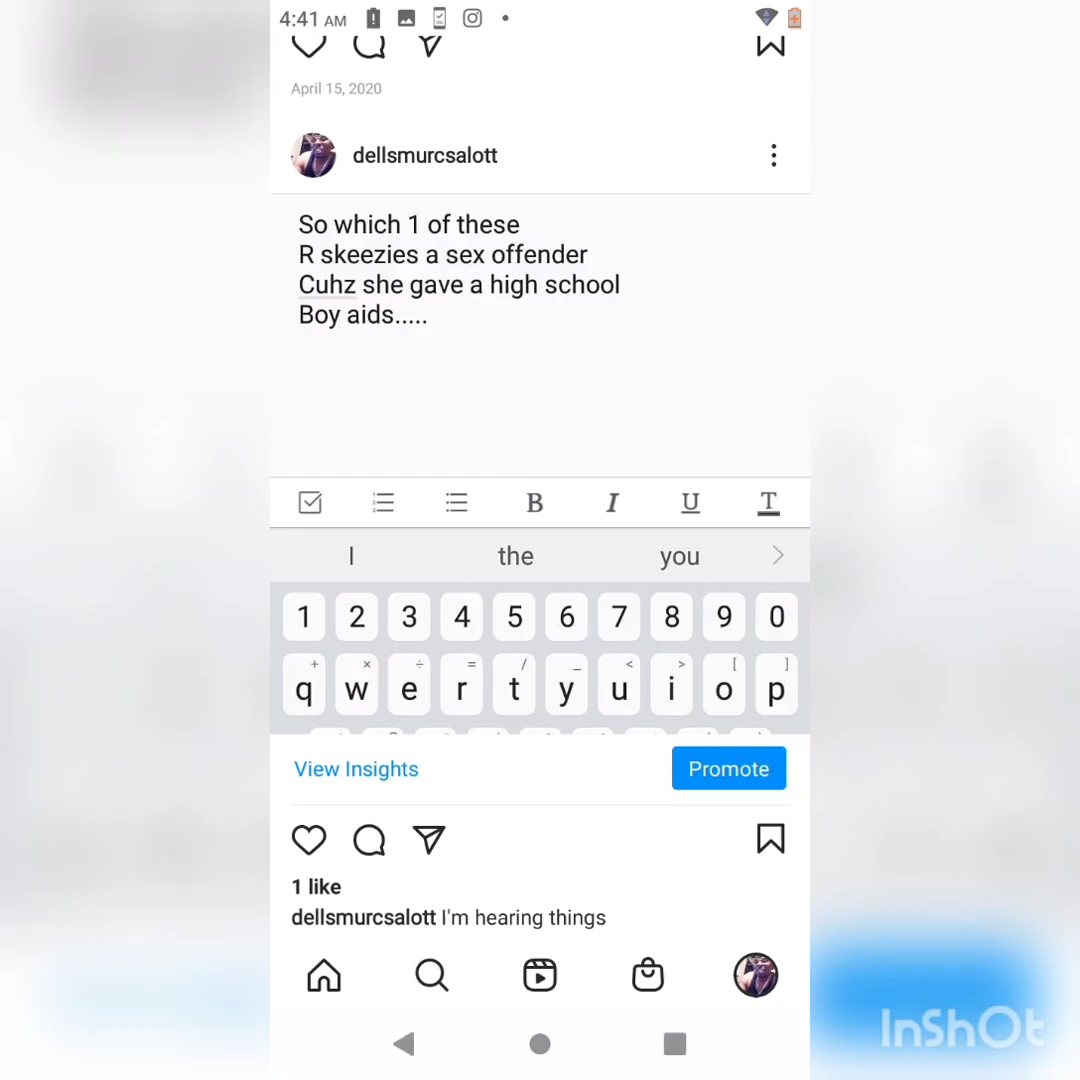 4:41 AM
April 15, 2020
dellsmurcsalott
So which 1 of these
R skeezies a sex offender
Cuhz she gave a high school
Boy aids.....
B I U T
I the you
1 2 3 4 5 6 7 8 9 0
+ × ÷ = / _ < > [ ]
q w e r t y u i o p
View Insights Promote
1 like
dellsmurcsalott I'm hearing things
InShOt